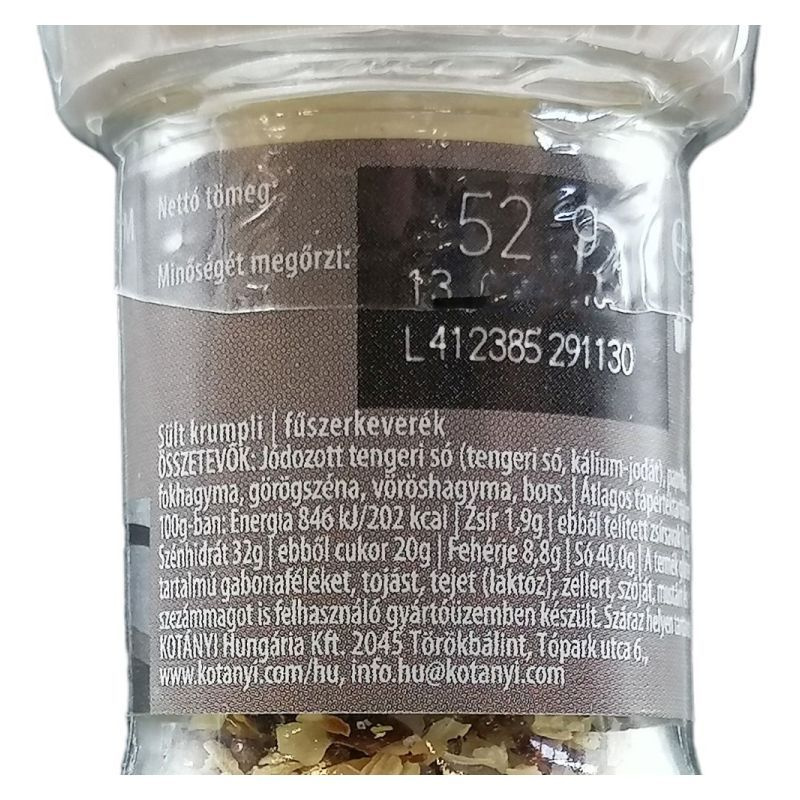 Nettó tömeg: 52 g
Minőségét megőrzi:
13
L 412385 291130
Sült krumpli | fűszerkeverék
ÖSSZETEVŐK: Jódozott tengeri só (tengeri só, kálium-jodát),
fokhagyma, görögszéna, vöröshagyma, bors. | Átlagos
100g-ban: Energia 846 kJ/202 kcal | Zsír 1,9g | ebből telített
Szénhidrát 32g | ebből cukor 20g | Fehérje 8,8g | Só 40,0g | A termék
tartalmú gabonaféléket, tojást, tejet (laktóz), zellert, szóját,
szezámmagot is felhasználó gyártóüzemben készült. Száraz helyen
KOTÁNYI Hungária Kft. 2045 Törökbálint, Tópark utca 6.,
www.kotanyi.com/hu, info.hu@kotanyi.com